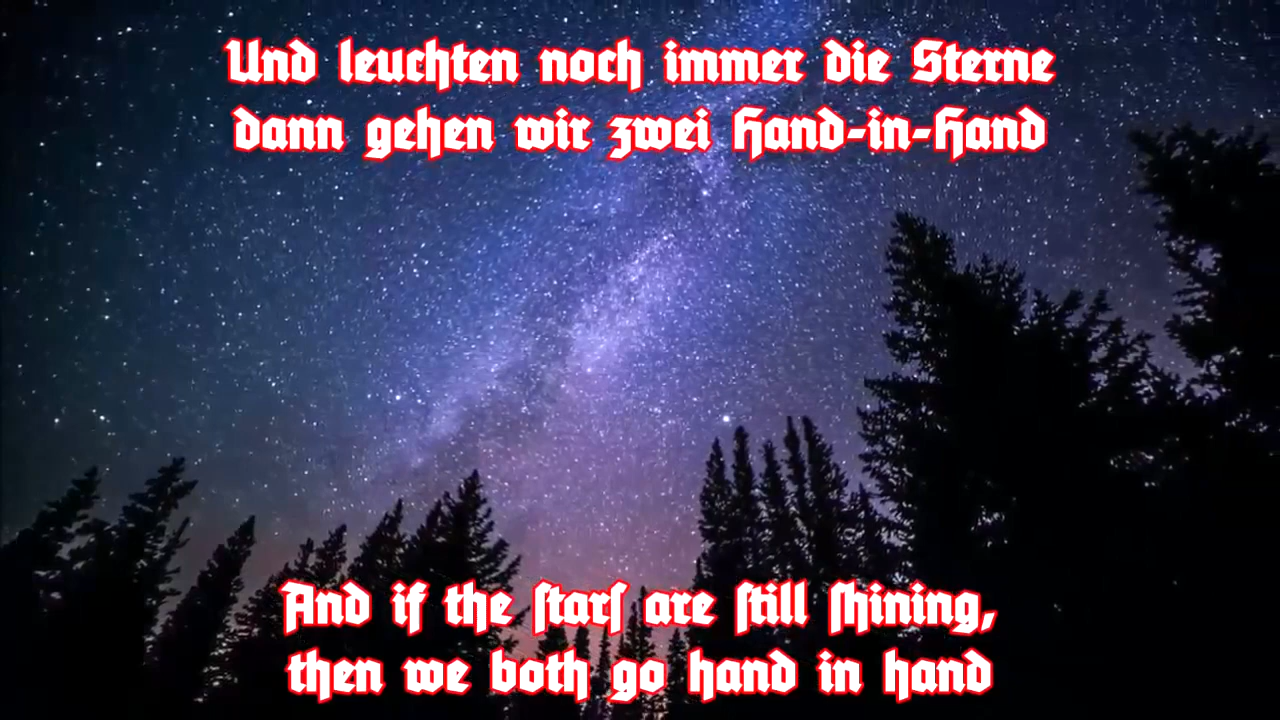 Und leuchten noch immer die Sterne
dann gehen wir zwei Hand-in-Hand
And if the ſtarſ are ſtill ſhining,
then we both go hand in hand